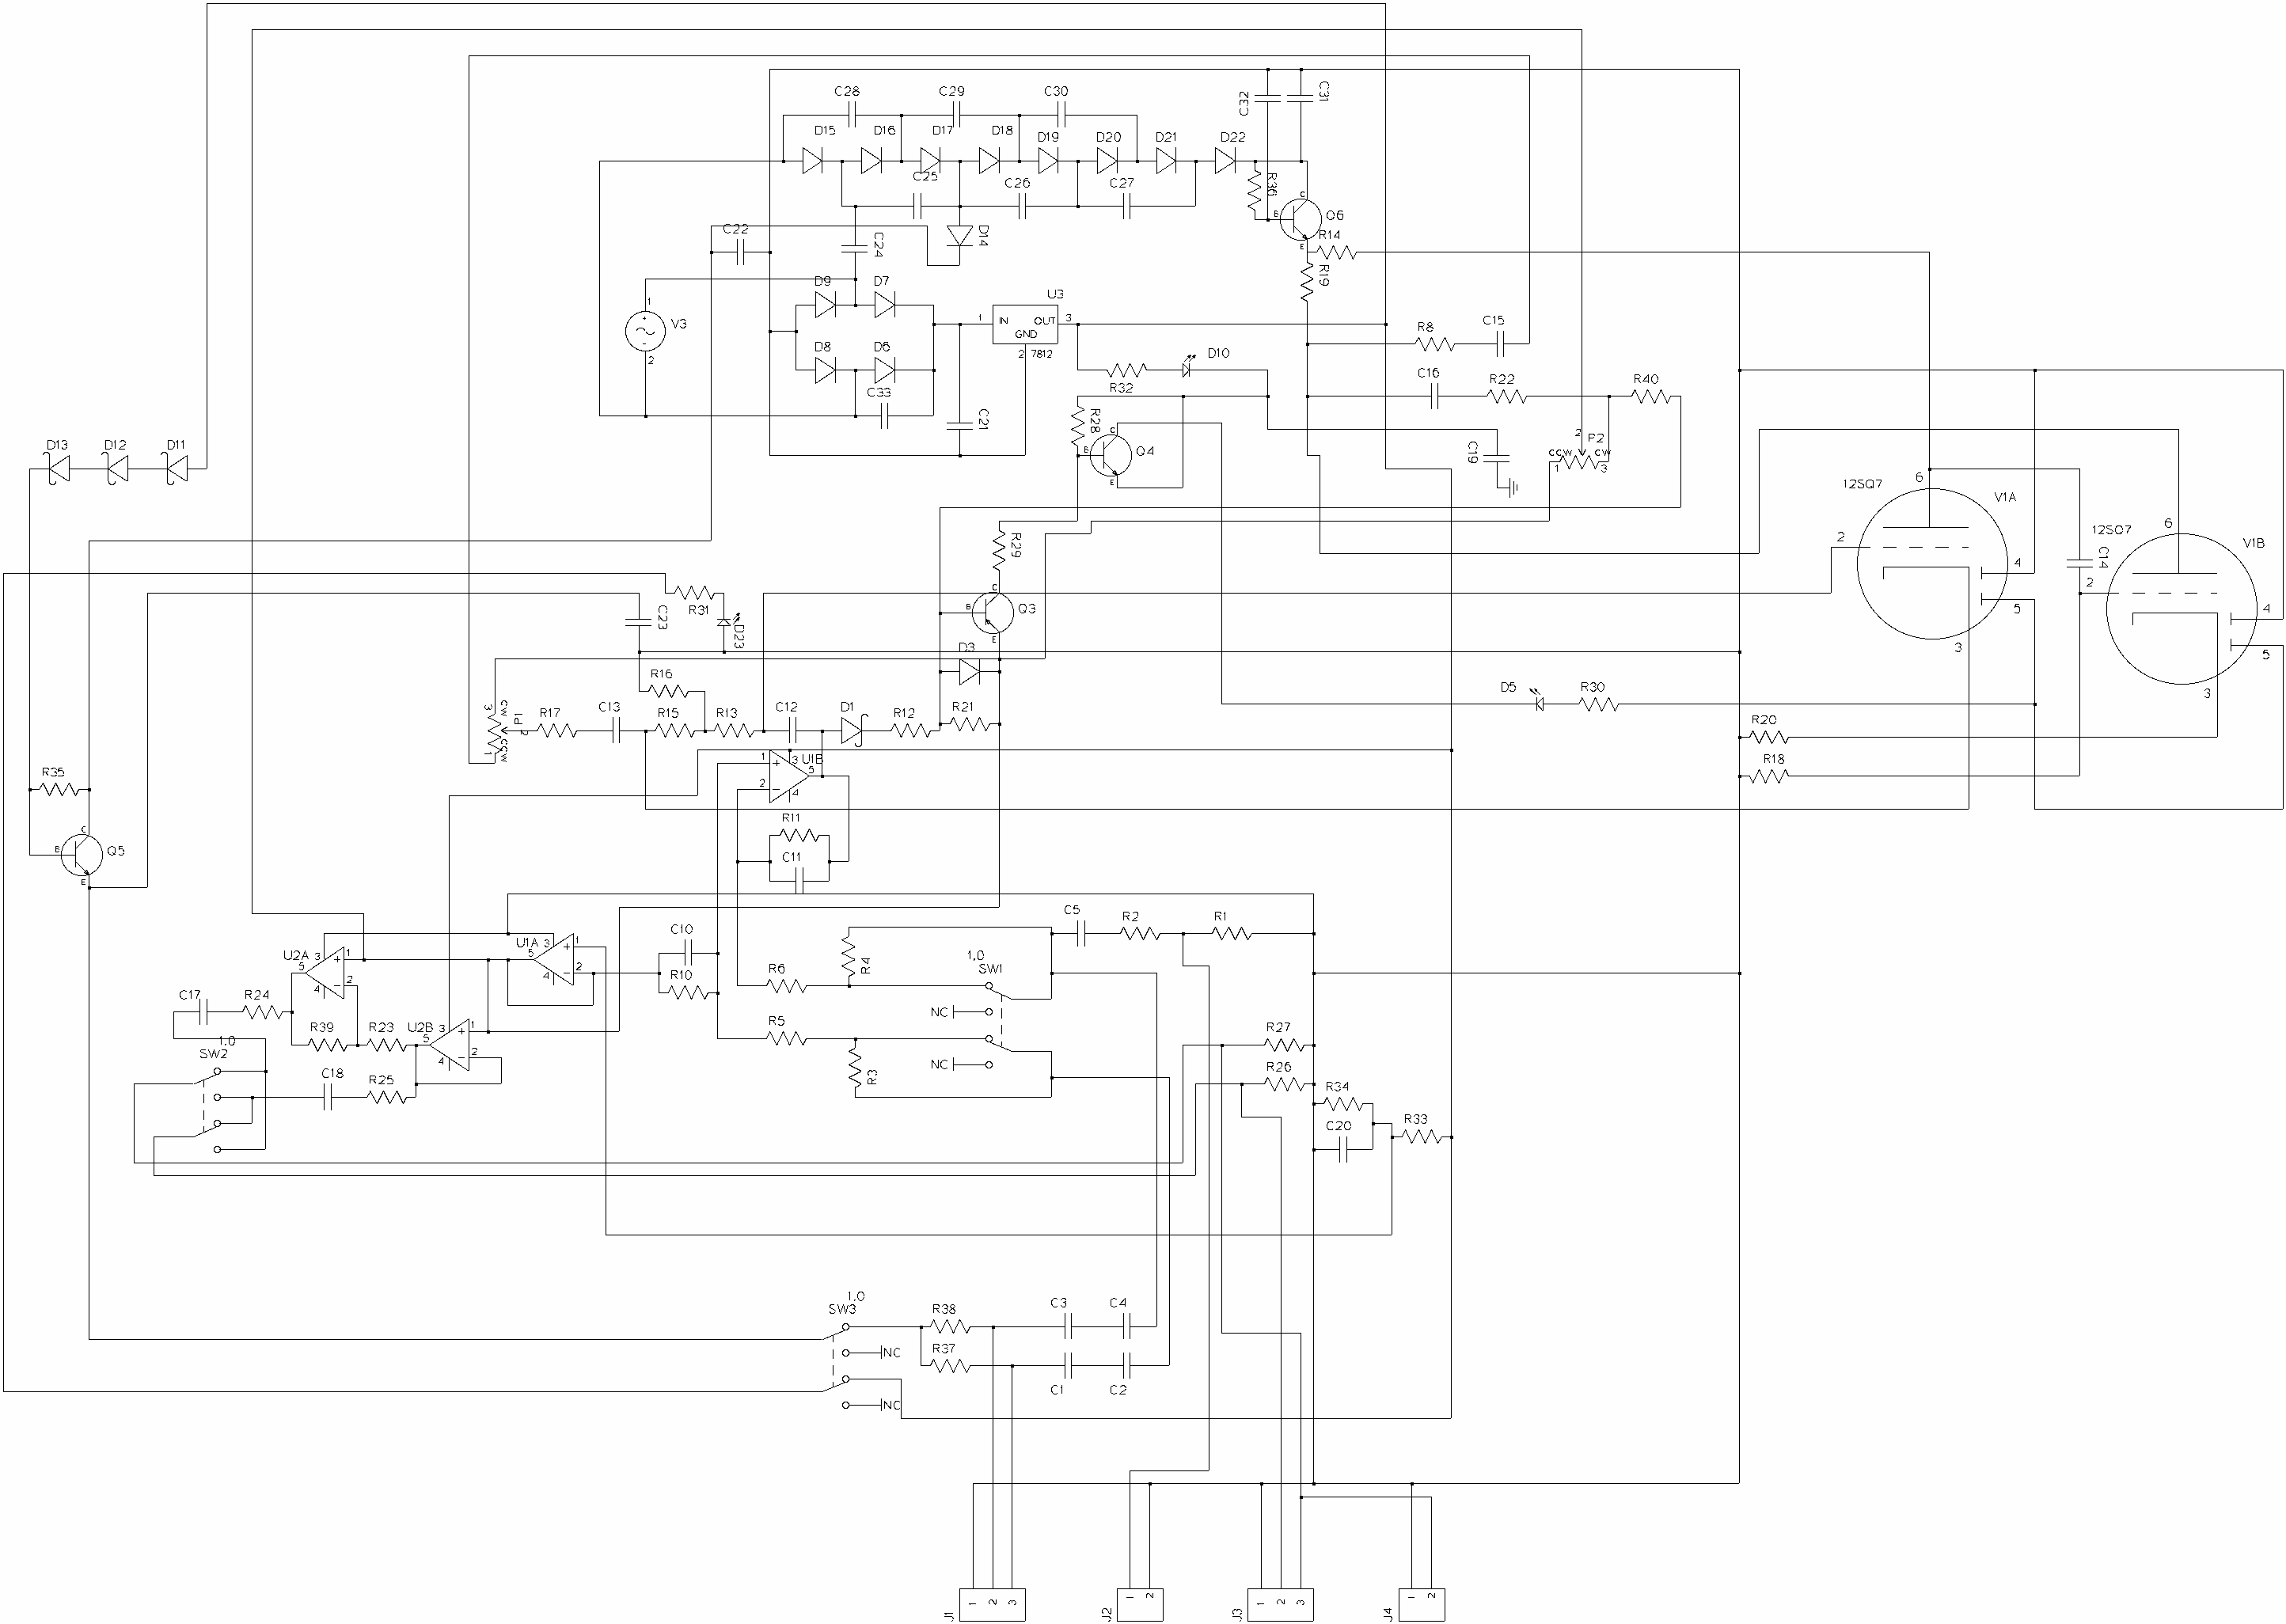 C28
C29
C30
C32
C31
D15
D16
D17
D18
D19
D20
D21
D22
C25
C26
C27
R36
C
B
Q6
E
R14
C22
C24
D14
R19
D9
D7
U3
1
V3
+
-
2
1
IN
OUT
3
GND
2
7812
R8
C15
D8
D6
D10
C33
R32
C16
R22
R40
C21
R28
C
B
Q4
E
C19
2
P2
CCW
CW
1
3
D13
D12
D11
12SQ7
6
V1A
2
4
5
3
12SQ7
6
V1B
C14
2
4
5
3
R29
C
B
Q3
E
R31
C23
D23
D3
R16
D5
R30
3
CW
P1
2
CCW
1
R17
C13
R15
R13
C12
D1
R12
R21
R20
R18
1
+
3
U1B
5
2
-
4
R35
C
B
Q5
E
R11
C11
C5
R2
R1
C10
R10
U1A
3
+
1
5
4
-
2
U2A
3
+
1
5
4
-
2
R4
R6
1,0
SW1
NC
R5
NC
R3
C17
R24
R39
R23
U2B
3
+
1
5
4
-
2
1,0
SW2
C18
R25
R27
R26
R34
C20
R33
1,0
SW3
NC
NC
R38
R37
C3
C4
C1
C2
J1
1
2
3
J2
1
2
J3
1
2
3
J4
1
2